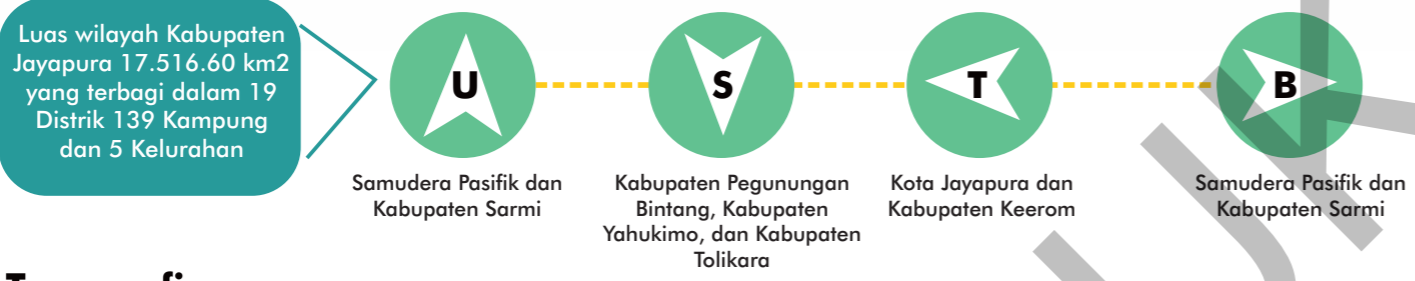 Luas wilayah Kabupaten
Jayapura 17.516.60 km2
yang terbagi dalam 19
Distrik 139 Kampung
dan 5 Kelurahan
U
S
T
B
Samudera Pasifik dan
Kabupaten Sarmi
Kabupaten Pegunungan
Bintang, Kabupaten
Yahukimo, dan Kabupaten
Tolikara
Kota Jayapura dan
Kabupaten Keerom
Samudera Pasifik dan
Kabupaten Sarmi